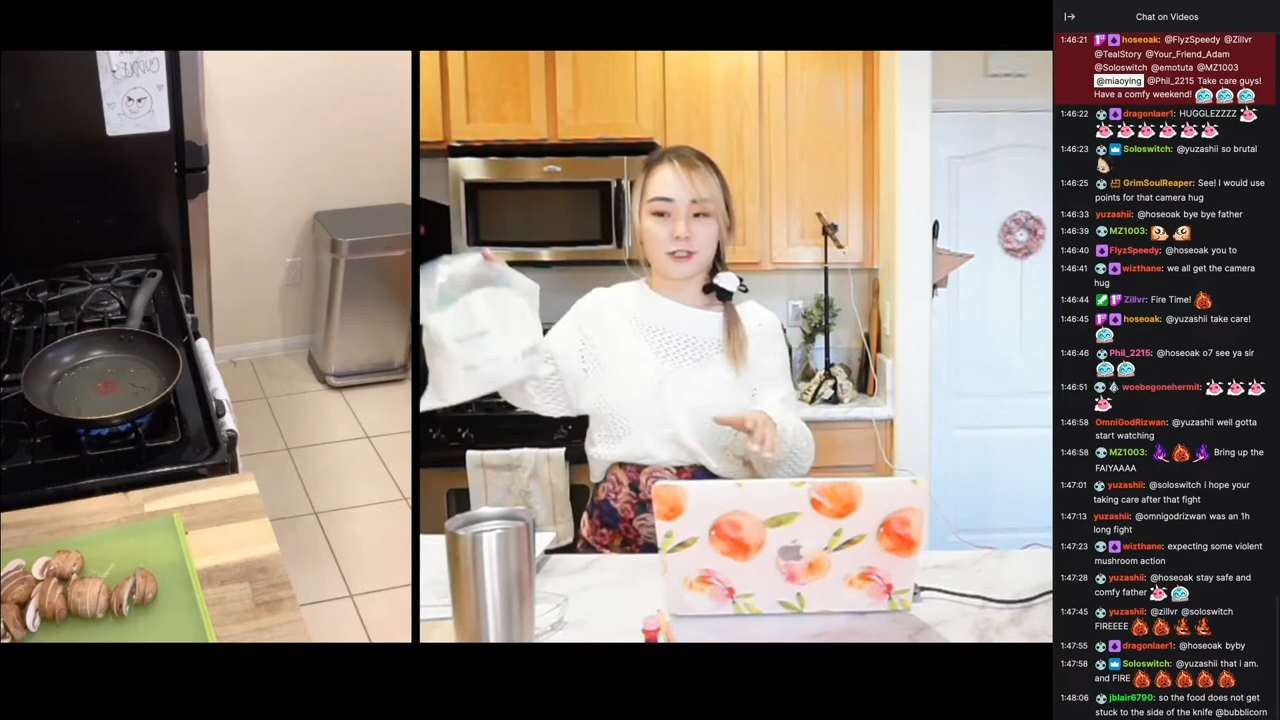 Chat on Videos
1:46:21 hoseoak: @FlyzSpeedy @Zillvr
@TealStory @Your_Friend_Adam
@Soloswitch @emotuta @MZ1003
@miaoying @Phil_2215 Take care guys!
Have a comfy weekend!
1:46:22 dragonlaer1: HUGGLEZZZZ
1:46:23 Soloswitch: @yuzashii so brutal
1:46:25 GrimSoulReaper: See! I would use
points for that camera hug
1:46:33 yuzashii: @hoseoak bye bye father
1:46:39 MZ1003:
1:46:40 FlyzSpeedy: @hoseoak you to
1:46:41 wizthane: we all get the camera
hug
1:46:44 Zillvr: Fire Time!
1:46:45 hoseoak: @yuzashii take care!
1:46:46 Phil_2215: @hoseoak o7 see ya sir
1:46:51 woebegonehermit:
1:46:58 OmniGodRizwan: @yuzashii well gotta
start watching
1:46:58 MZ1003: Bring up the
FAIYAAAA
1:47:01 yuzashii: @soloswitch i hope your
taking care after that fight
1:47:13 yuzashii: @omnigodrizwan was an 1h
long fight
1:47:23 wizthane: expecting some violent
mushroom action
1:47:28 yuzashii: @hoseoak stay safe and
comfy father
1:47:45 yuzashii: @zillvr @soloswitch
FIREEEE
1:47:55 dragonlaer1: @hoseoak byby
1:47:58 Soloswitch: @yuzashii that i am.
and FIRE
1:48:06 jblair6790: so the food does not get
stuck to the side of the knife @bubblicorn